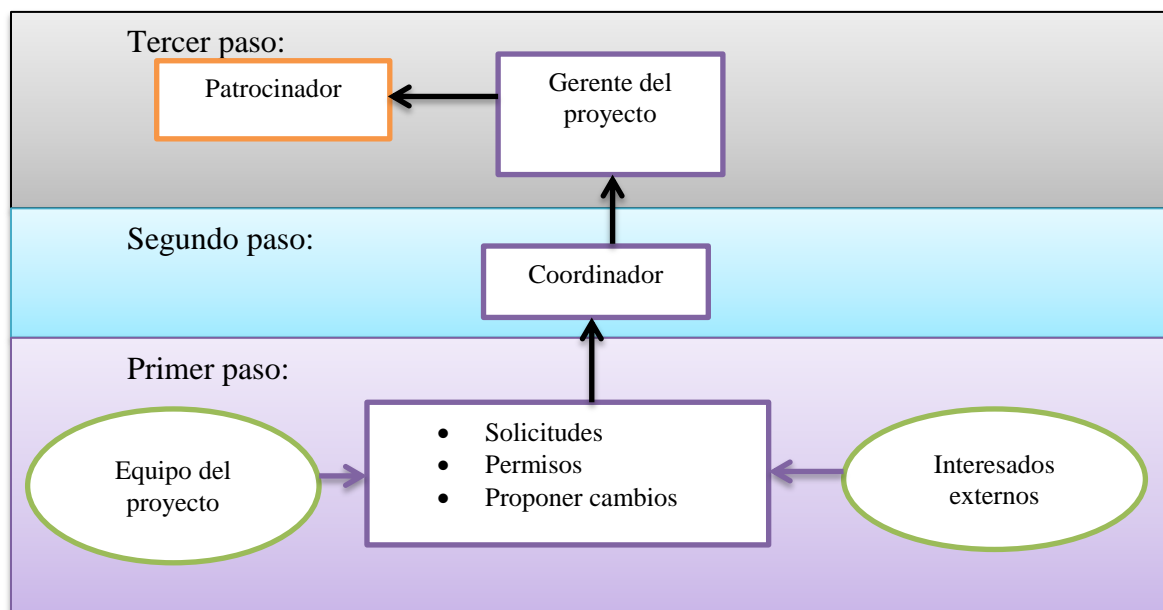 Tercer paso:
Patrocinador
Gerente del
proyecto
Segundo paso:
Coordinador
Primer paso:
• Solicitudes
• Permisos
• Proponer cambios
Equipo del
proyecto
Interesados
externos